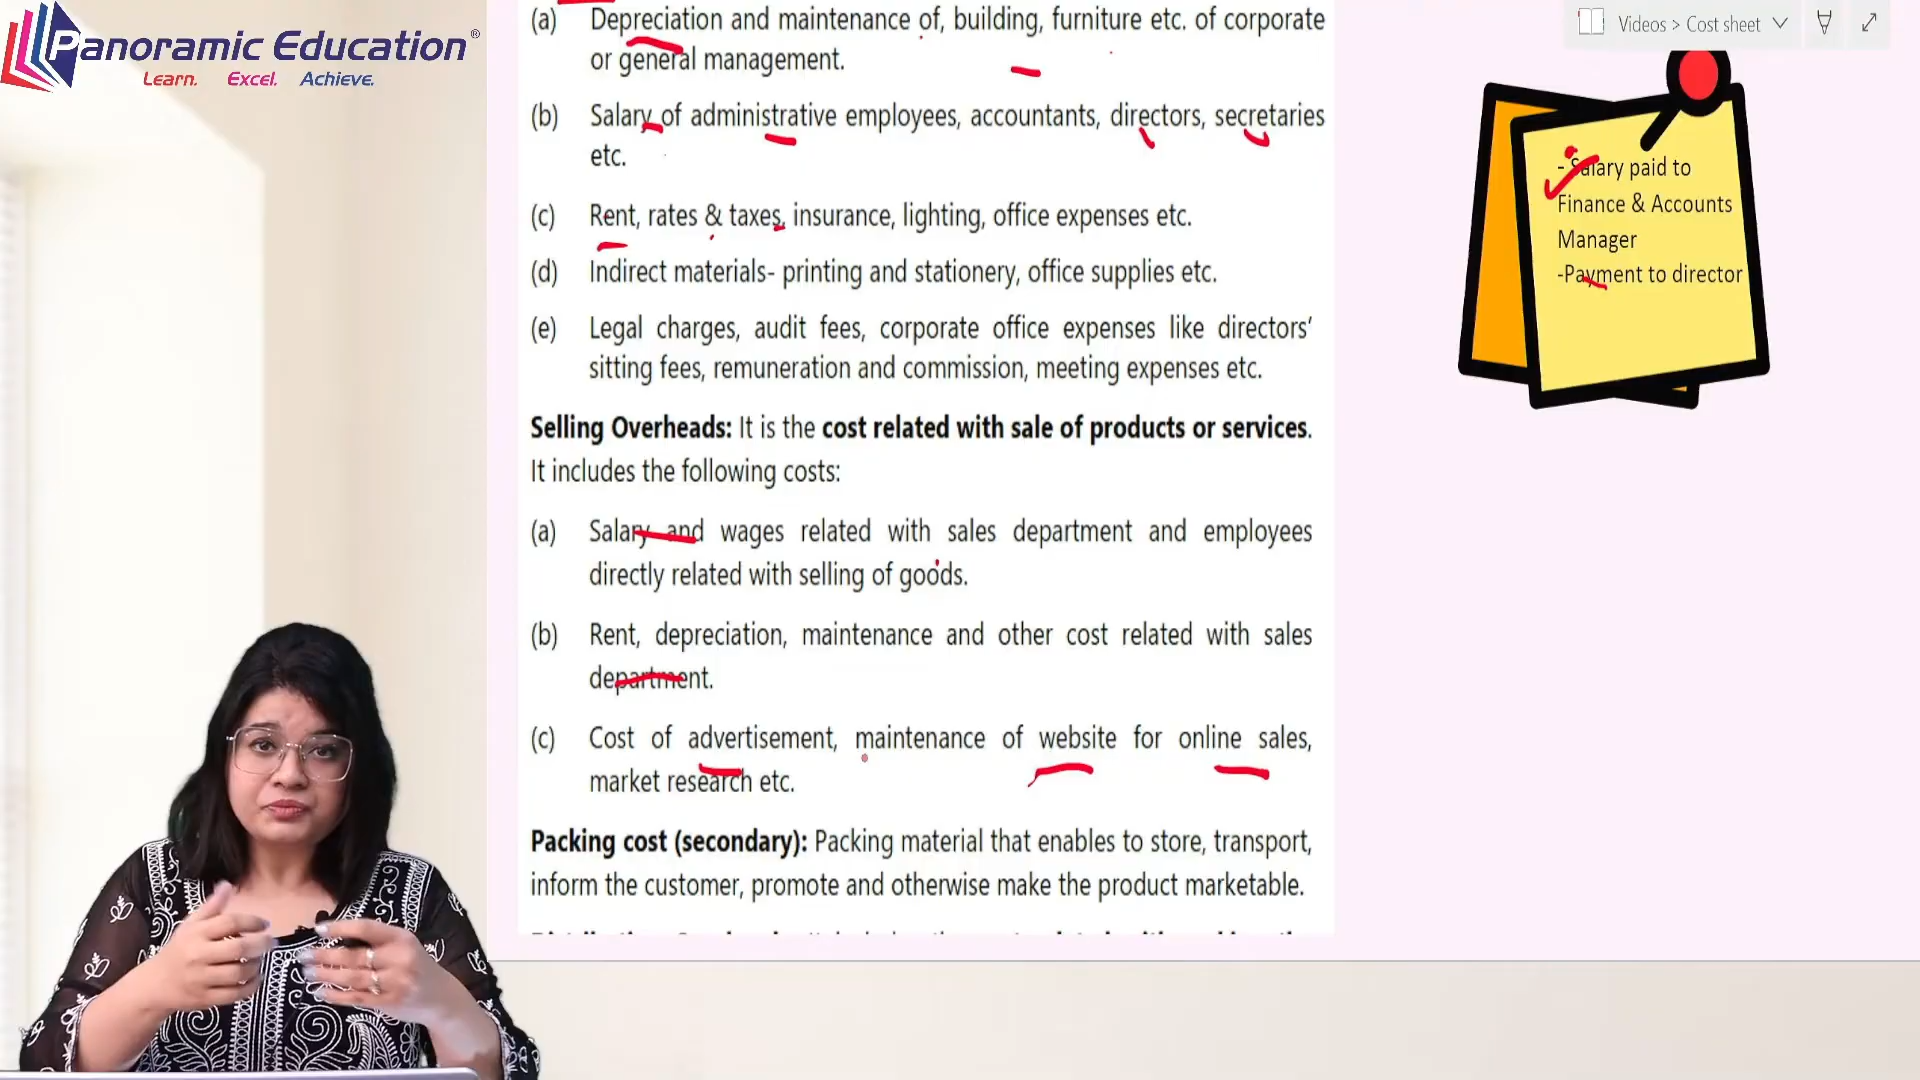 Panoramic Education®
Learn. Excel. Achieve.
Videos > Cost sheet
(a) Depreciation and maintenance of, building, furniture etc. of corporate
or general management.
(b) Salary of administrative employees, accountants, directors, secretaries
etc.
(c) Rent, rates & taxes, insurance, lighting, office expenses etc.
(d) Indirect materials- printing and stationery, office supplies etc.
(e) Legal charges, audit fees, corporate office expenses like directors’
sitting fees, remuneration and commission, meeting expenses etc.
Selling Overheads: It is the cost related with sale of products or services.
It includes the following costs:
(a) Salary and wages related with sales department and employees
directly related with selling of goods.
(b) Rent, depreciation, maintenance and other cost related with sales
department.
(c) Cost of advertisement, maintenance of website for online sales,
market research etc.
Packing cost (secondary): Packing material that enables to store, transport,
inform the customer, promote and otherwise make the product marketable.
- Salary paid to
Finance & Accounts
Manager
-Payment to director